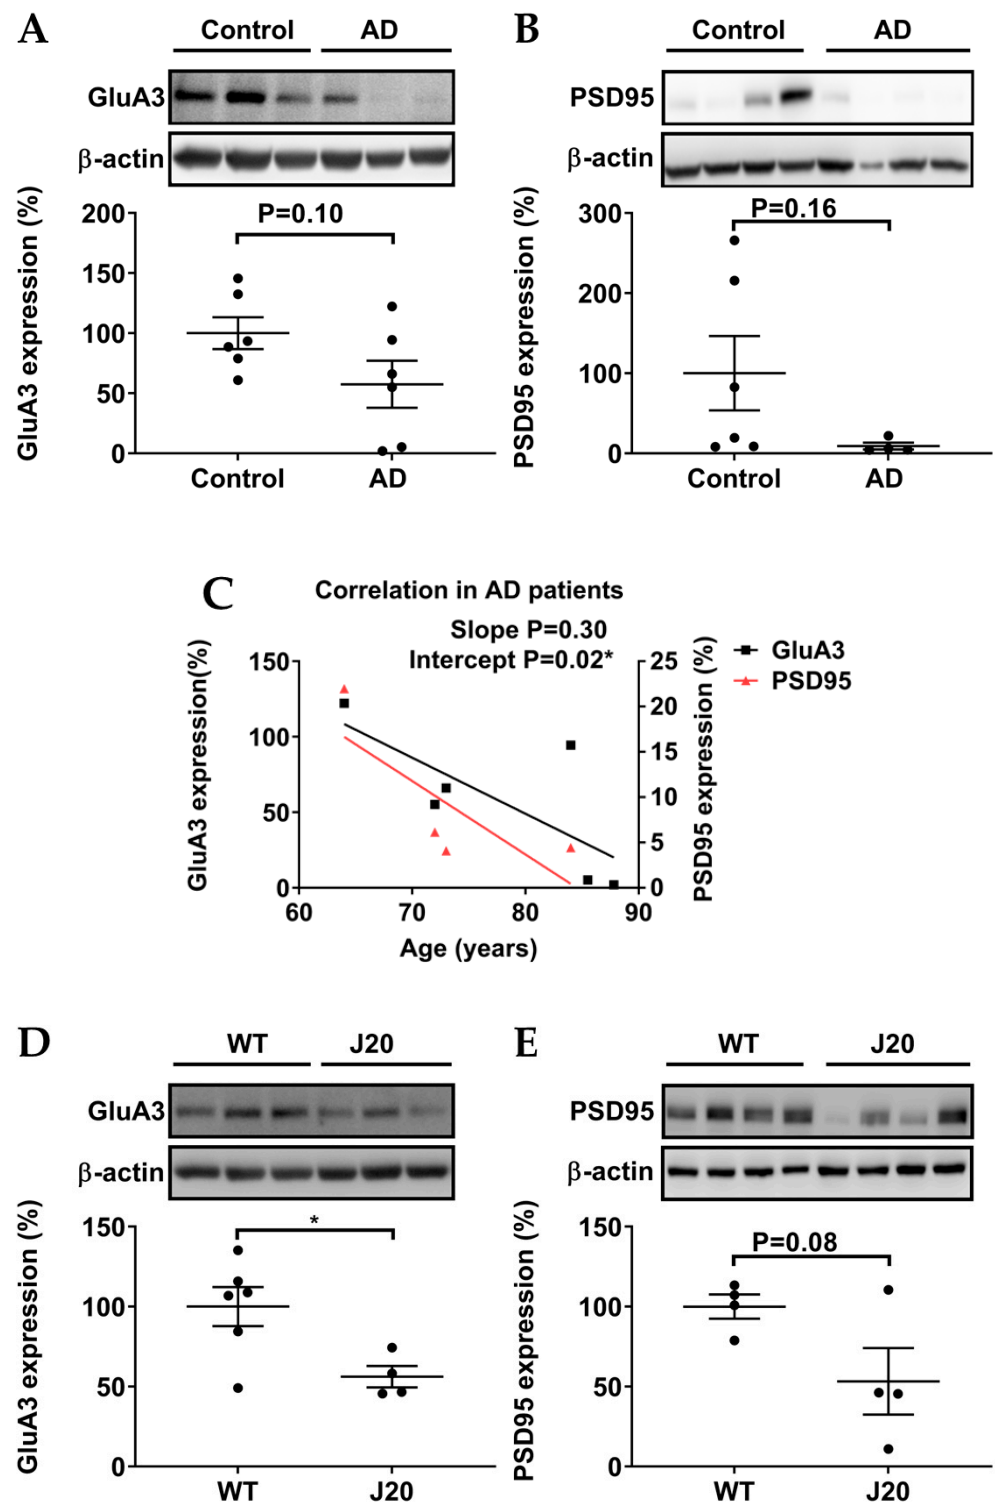 A
Control AD
GluA3
β-actin
GluA3 expression (%)
200
150
100
50
0
P=0.10
Control AD
B
Control AD
PSD95
β-actin
PSD95 expression (%)
300
200
100
0
P=0.16
Control AD
C
Correlation in AD patients
Slope P=0.30
Intercept P=0.02*
GluA3 expression(%)
150
100
50
0
PSD95 expression (%)
25
20
15
10
5
0
60 70 80 90
Age (years)
GluA3
PSD95
D
WT J20
GluA3
β-actin
GluA3 expression (%)
150
100
50
0
*
WT J20
E
WT J20
PSD95
β-actin
PSD95 expression (%)
150
100
50
0
P=0.08
WT J20